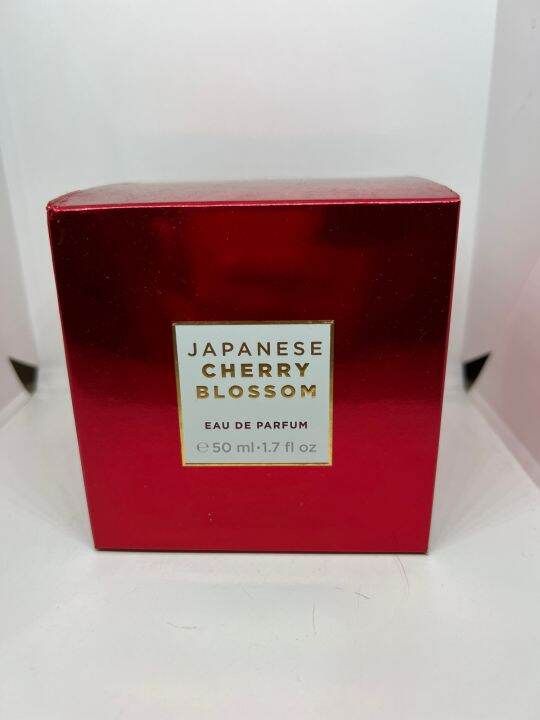 JAPANESE
CHERRY
BLOSSOM
EAU DE PARFUM
℮ 50 ml·1.7 fl oz